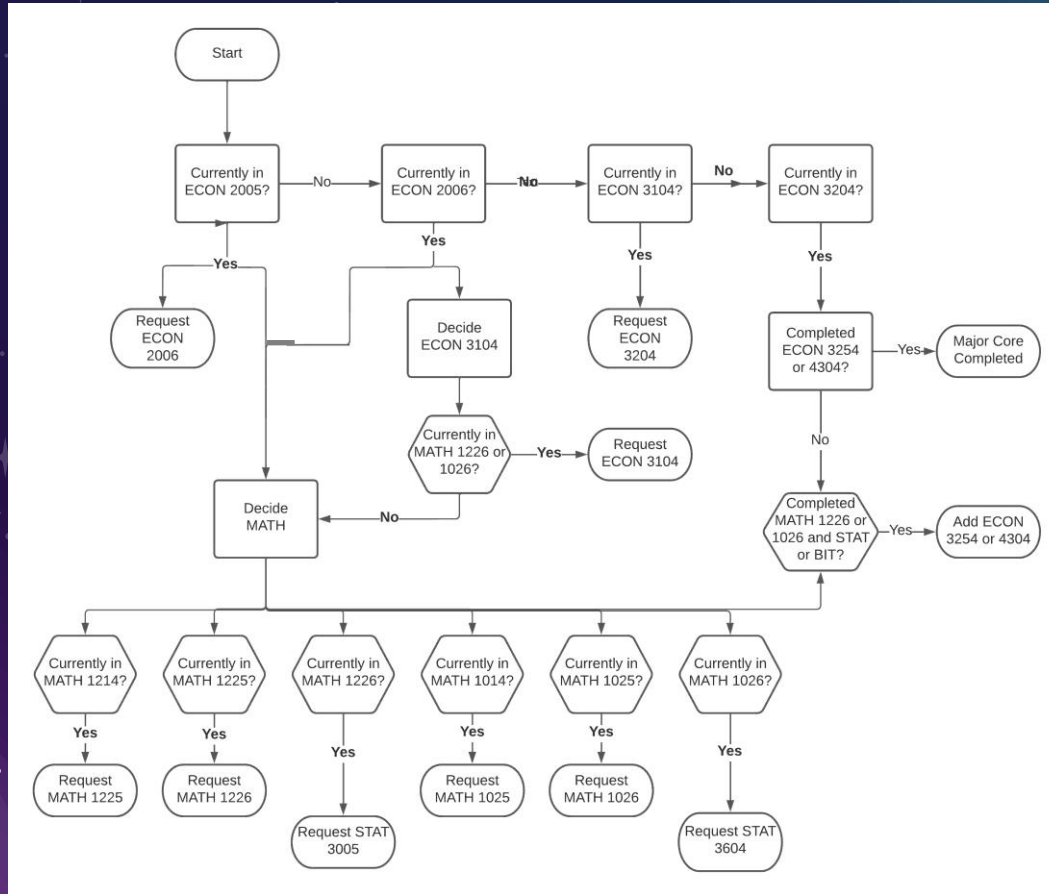 Start
Currently in
ECON 2005?
No
Currently in
ECON 2006?
No
Currently in
ECON 3104?
No
Currently in
ECON 3204?
Yes
Yes
Yes
Yes
Request
ECON
2006
Decide
ECON 3104
Request
ECON
3204
Completed
ECON 3254
or 4304?
Yes
Major Core
Completed
Currently in
MATH 1226 or
1026?
Yes
Request
ECON 3104
No
Decide
MATH
No
Completed
MATH 1226 or
1026 and STAT
or BIT?
Yes
Add ECON
3254 or 4304
Currently in
MATH 1214?
Currently in
MATH 1225?
Currently in
MATH 1226?
Currently in
MATH 1014?
Currently in
MATH 1025?
Currently in
MATH 1026?
Yes
Yes
Yes
Yes
Yes
Yes
Request
MATH 1225
Request
MATH 1226
Request STAT
3005
Request
MATH 1025
Request
MATH 1026
Request STAT
3604